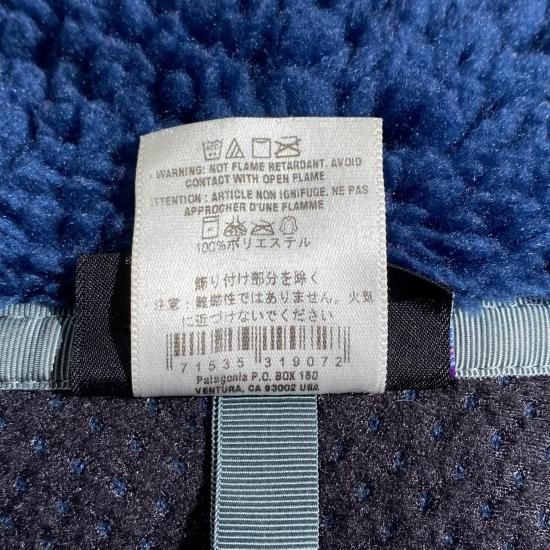 WARNING: NOT FLAME RETARDANT. AVOID
CONTACT WITH OPEN FLAME
ATTENTION : ARTICLE NON IGNIFUGE, NE PAS
APPROCHER D'UNE FLAMME
100%ポリエステル
飾り付け部分を除く
注意：難燃性ではありません。火気
に近づけないでください
71535 319072
Patagonia P.O. BOX 150
VENTURA, CA 93002 USA